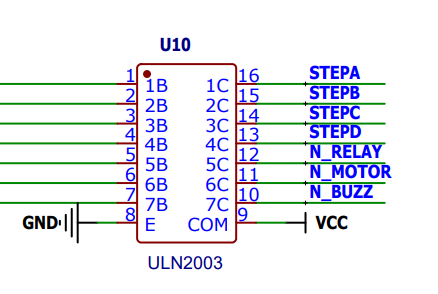 U10
1 1B 1C 16 STEPA
2 2B 2C 15 STEPB
3 3B 3C 14 STEPC
4 4B 4C 13 STEPD
5 5B 5C 12 N_RELAY
6 6B 6C 11 N_MOTOR
7 7B 7C 10 N_BUZZ
GND 8 E COM 9 VCC
ULN2003